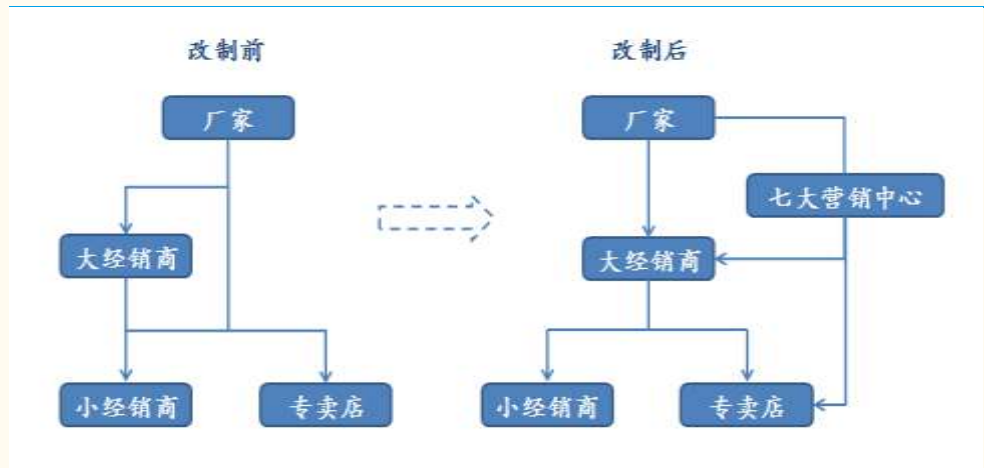 改制前
改制后
厂家
厂家
七大营销中心
大经销商
大经销商
小经销商
专卖店
小经销商
专卖店